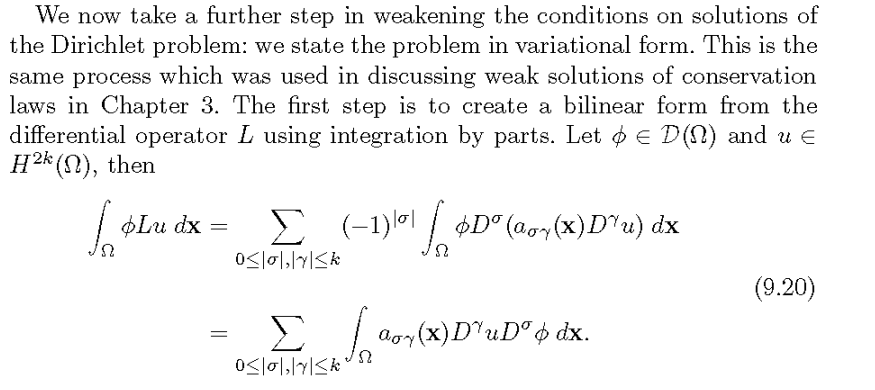 We now take a further step in weakening the conditions on solutions of
the Dirichlet problem: we state the problem in variational form. This is the
same process which was used in discussing weak solutions of conservation
laws in Chapter 3. The first step is to create a bilinear form from the
differential operator L using integration by parts. Let ϕ ∈ 𝒟(Ω) and u ∈
H^{2k}(Ω), then
∫_Ω ϕLu dx = ∑_{0≤|σ|,|γ|≤k} (−1)^{|σ|} ∫_Ω ϕD^σ(a_{σγ}(x)D^γu) dx
(9.20)
= ∑_{0≤|σ|,|γ|≤k} ∫_Ω a_{σγ}(x)D^γuD^σϕ dx.